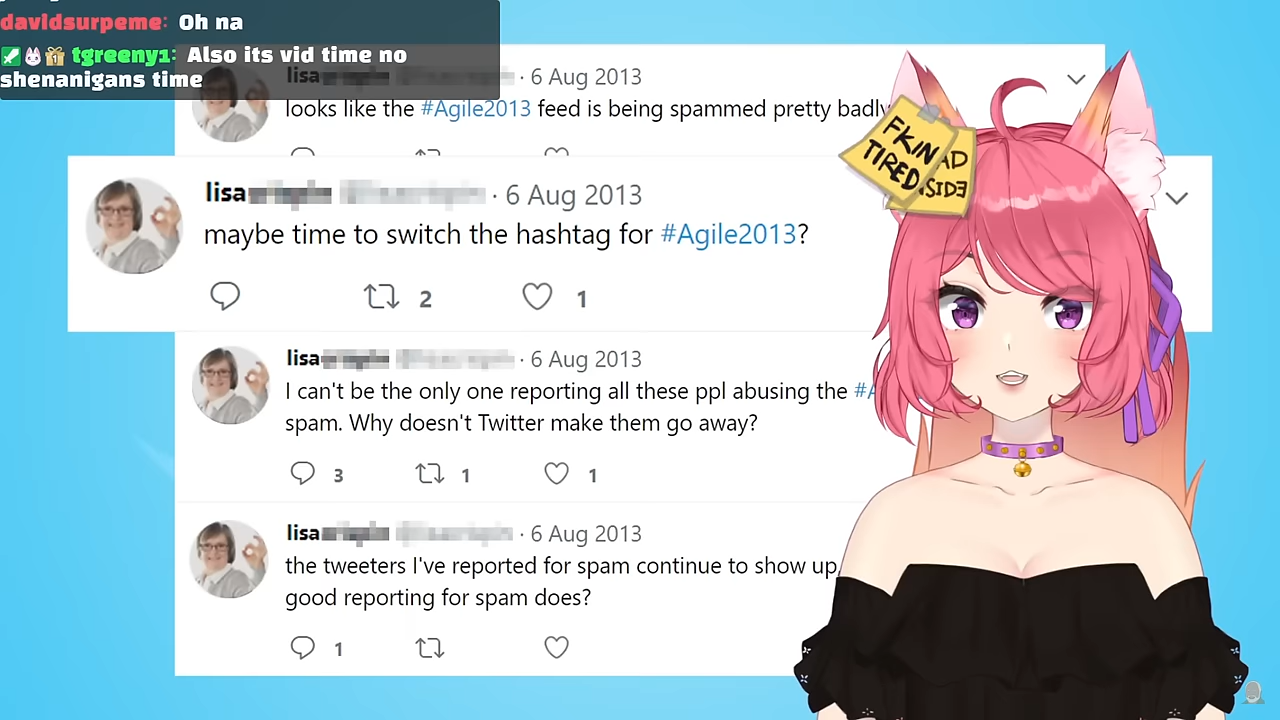 davidsurpeme: Oh na
tgreeny1: Also its vid time no
shenanigans time
lisa · 6 Aug 2013
looks like the #Agile2013 feed is being spammed pretty badly
lisa · 6 Aug 2013
maybe time to switch the hashtag for #Agile2013?
2 1
lisa · 6 Aug 2013
I can't be the only one reporting all these ppl abusing the
spam. Why doesn't Twitter make them go away?
3 1 1
lisa · 6 Aug 2013
the tweeters I've reported for spam continue to show up,
good reporting for spam does?
1
FKIN
TIRED